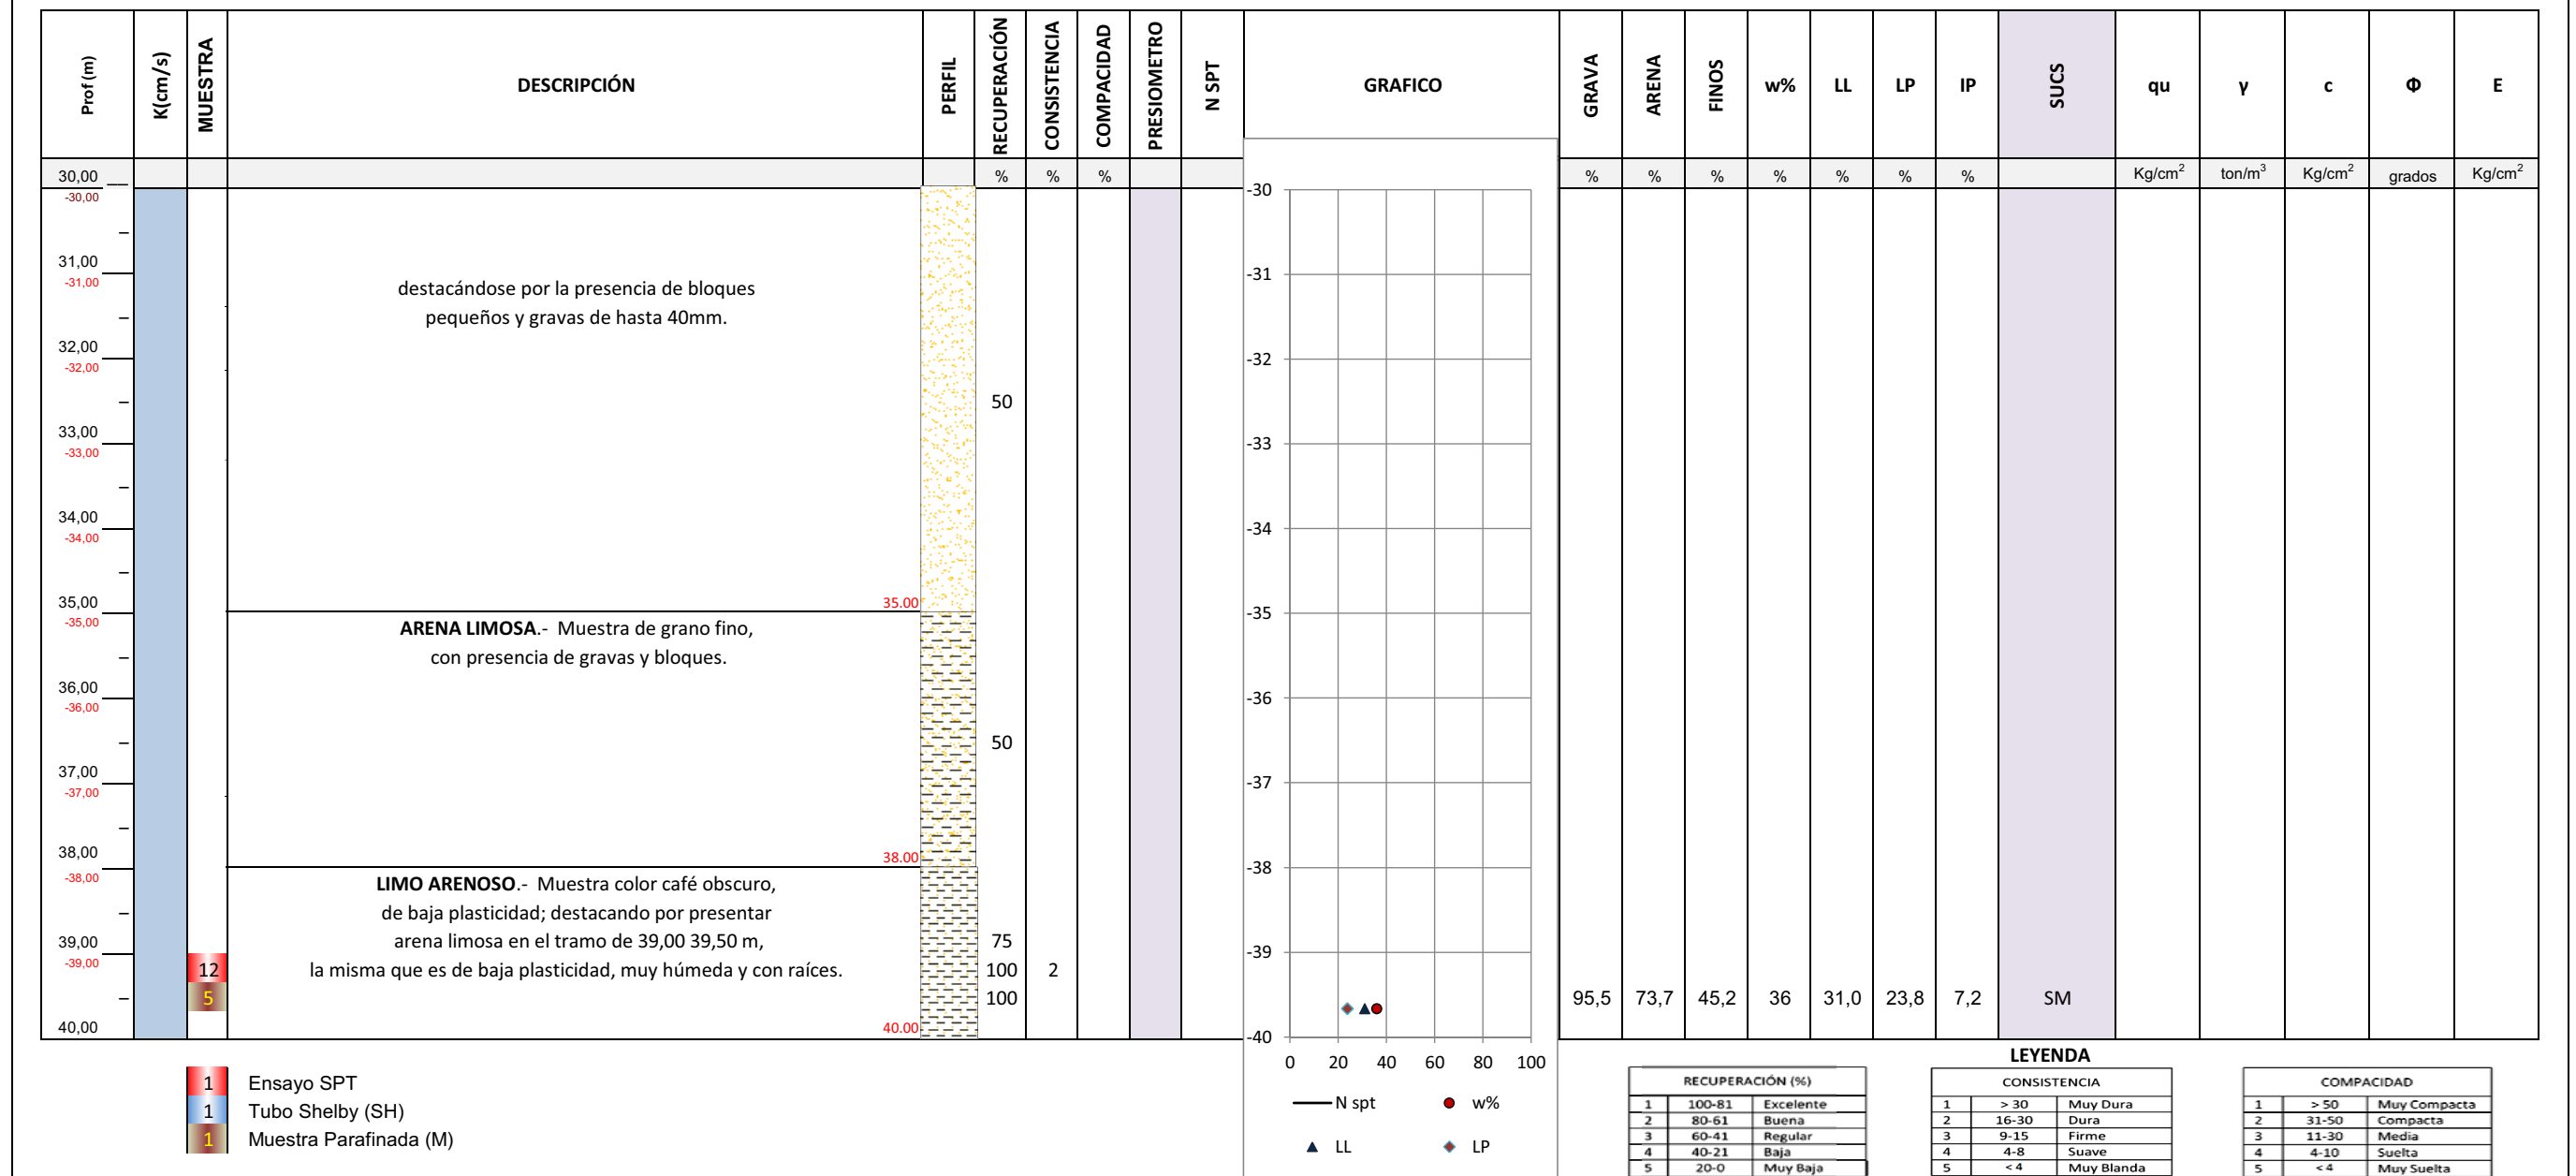 Prof (m) K(cm/s) MUESTRA DESCRIPCIÓN PERFIL RECUPERACIÓN CONSISTENCIA COMPACIDAD PRESIOMETRO N SPT GRAFICO GRAVA ARENA FINOS w% LL LP IP SUCS qu γ c Φ E
30,00 % % % % % % % % % % Kg/cm² ton/m³ Kg/cm² grados Kg/cm²
-30,00 -30
31,00 -31
-31,00
destacándose por la presencia de bloques
pequeños y gravas de hasta 40mm.
32,00 -32
-32,00
50
33,00 -33
-33,00
34,00 -34
-34,00
35,00 35.00 -35
-35,00
ARENA LIMOSA.- Muestra de grano fino,
con presencia de gravas y bloques.
36,00 -36
-36,00
50
37,00 -37
-37,00
38,00 38.00 -38
-38,00
LIMO ARENOSO.- Muestra color café obscuro,
de baja plasticidad; destacando por presentar
39,00 arena limosa en el tramo de 39,00 39,50 m, 75 -39
-39,00 12 la misma que es de baja plasticidad, muy húmeda y con raíces. 100 2
5 100 95,5 73,7 45,2 36 31,0 23,8 7,2 SM
40,00 40.00 -40
0 20 40 60 80 100
N spt w%
LL LP
1 Ensayo SPT
1 Tubo Shelby (SH)
1 Muestra Parafinada (M)
LEYENDA
RECUPERACIÓN (%)
1 100-81 Excelente
2 80-61 Buena
3 60-41 Regular
4 40-21 Baja
5 20-0 Muy Baja
CONSISTENCIA
1 > 30 Muy Dura
2 16-30 Dura
3 9-15 Firme
4 4-8 Suave
5 < 4 Muy Blanda
COMPACIDAD
1 > 50 Muy Compacta
2 31-50 Compacta
3 11-30 Media
4 4-10 Suelta
5 < 4 Muy Suelta